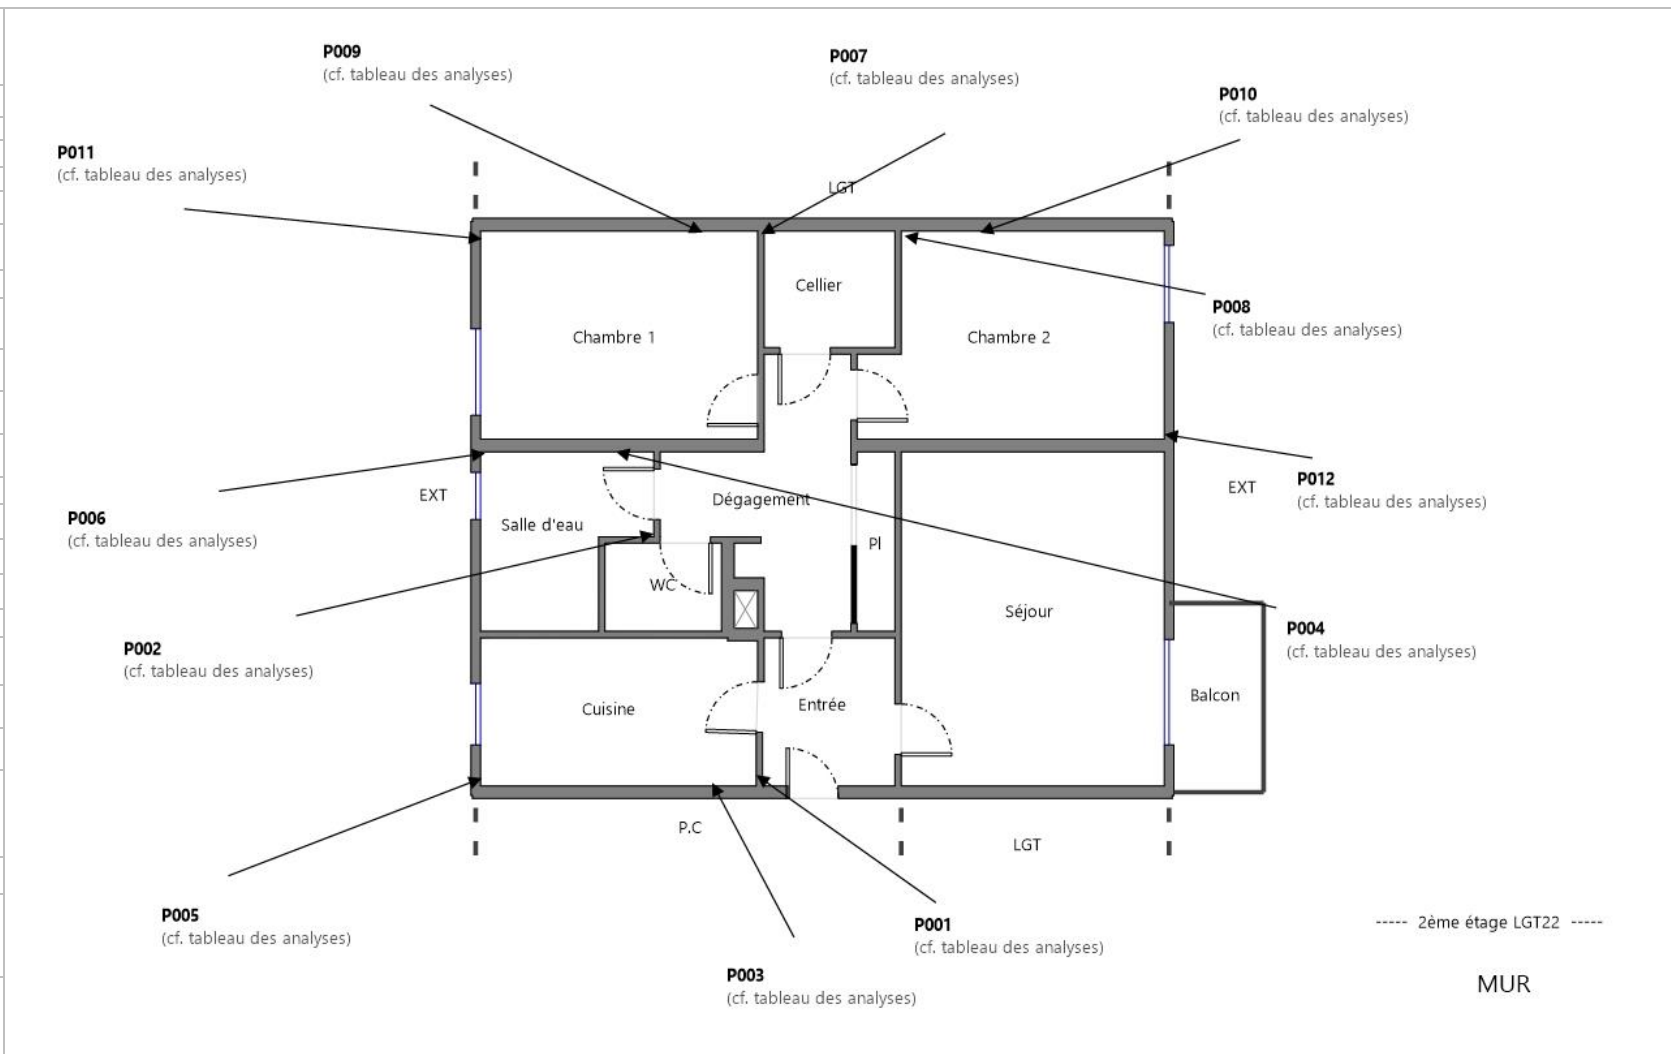 P009
(cf. tableau des analyses)
P007
(cf. tableau des analyses)
P010
(cf. tableau des analyses)
P011
(cf. tableau des analyses)
LGT
Cellier
P008
(cf. tableau des analyses)
Chambre 1
Chambre 2
EXT
Dégagement
EXT
P012
(cf. tableau des analyses)
P006
(cf. tableau des analyses)
Salle d'eau
Pl
WC
Séjour
P002
(cf. tableau des analyses)
P004
(cf. tableau des analyses)
Cuisine
Entrée
Balcon
P.C
LGT
P005
(cf. tableau des analyses)
P001
(cf. tableau des analyses)
----- 2ème étage LGT22 -----
P003
(cf. tableau des analyses)
MUR